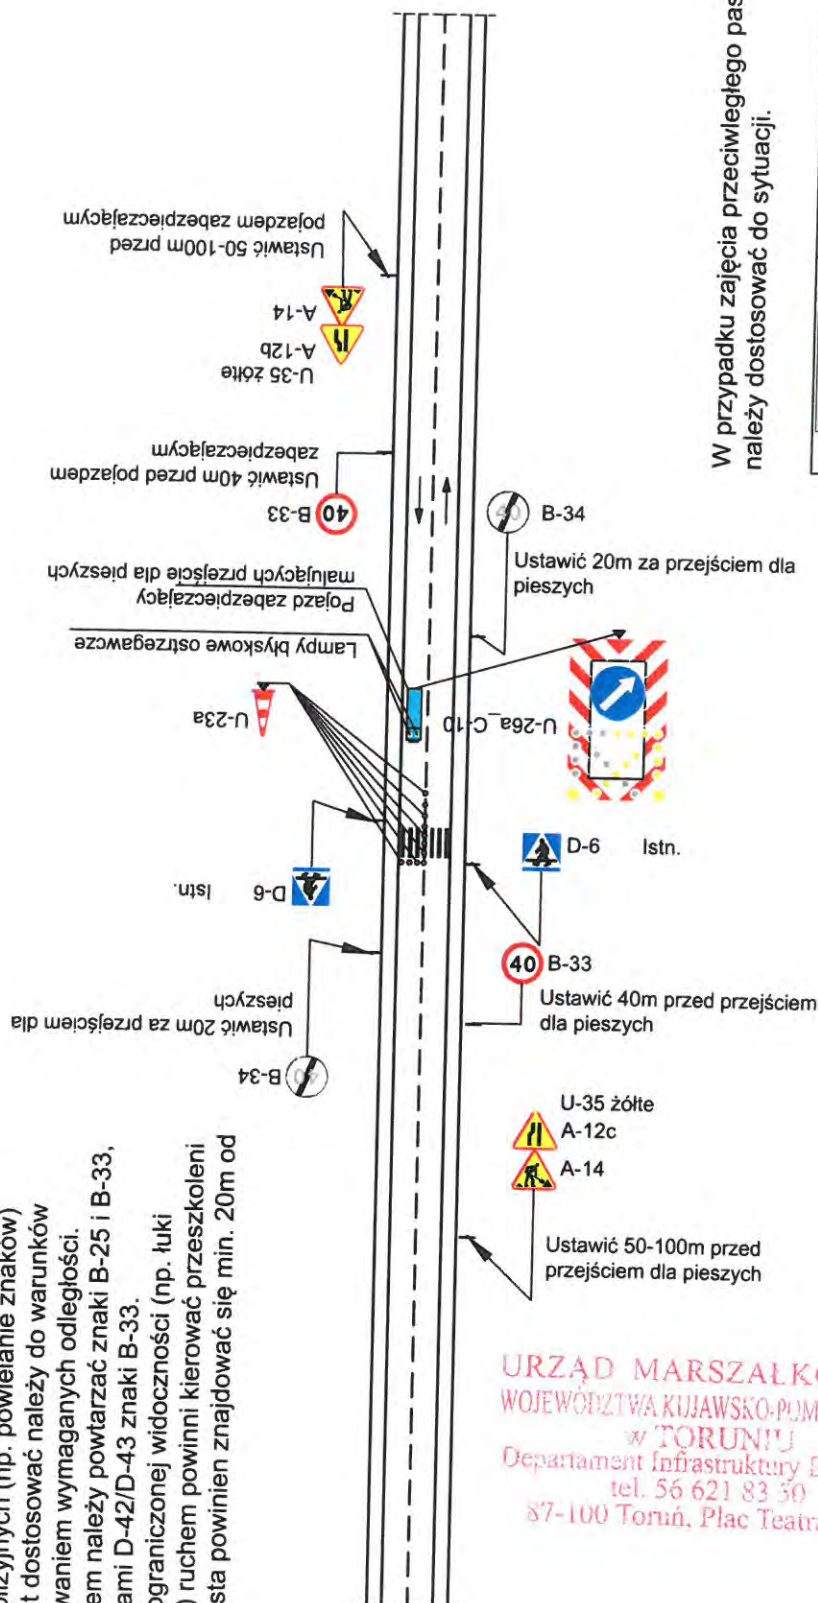 W przypadku zajęcia przeciwległego
należy dostosować do sytuacji.
Ustawić 50-100m przed
pojazdem zabezpieczającym
A-14
A-12b
U-35 żółte
Ustawić 40m przed pojazdem
zabezpieczającym
40 B-33
40 B-34
Ustawić 20m za przejściem dla
pieszych
Pojazd zabezpieczający
malujących przejście dla pieszych
Lampy błyskowe ostrzegawcze
U-23a
U-26a_C-10
D-6 Istn.
D-6 Istn.
40 B-33
Ustawić 40m przed przejściem
dla pieszych
Ustawić 20m za przejściem dla
pieszych
40 B-34
U-35 żółte
A-12c
A-14
Ustawić 50-100m przed
przejściem dla pieszych
(np. powielanie znaków)
t dostosować należy do warunków
waniem wymaganych odległości.
em należy powtarzać znaki B-25 i B-33,
ami D-42/D-43 znaki B-33.
ograniczonej widoczności (np. łuki
) ruchem powinni kierować przeszkoleni
sta powinien znajdować się min. 20m od
URZĄD MARSZAŁK
WOJEWÓDZTWA KUJAWSKO-POM
w TORUNIU
Departament Infrastruktury
tel. 56 621 83 30
87-100 Toruń, Plac Teatr